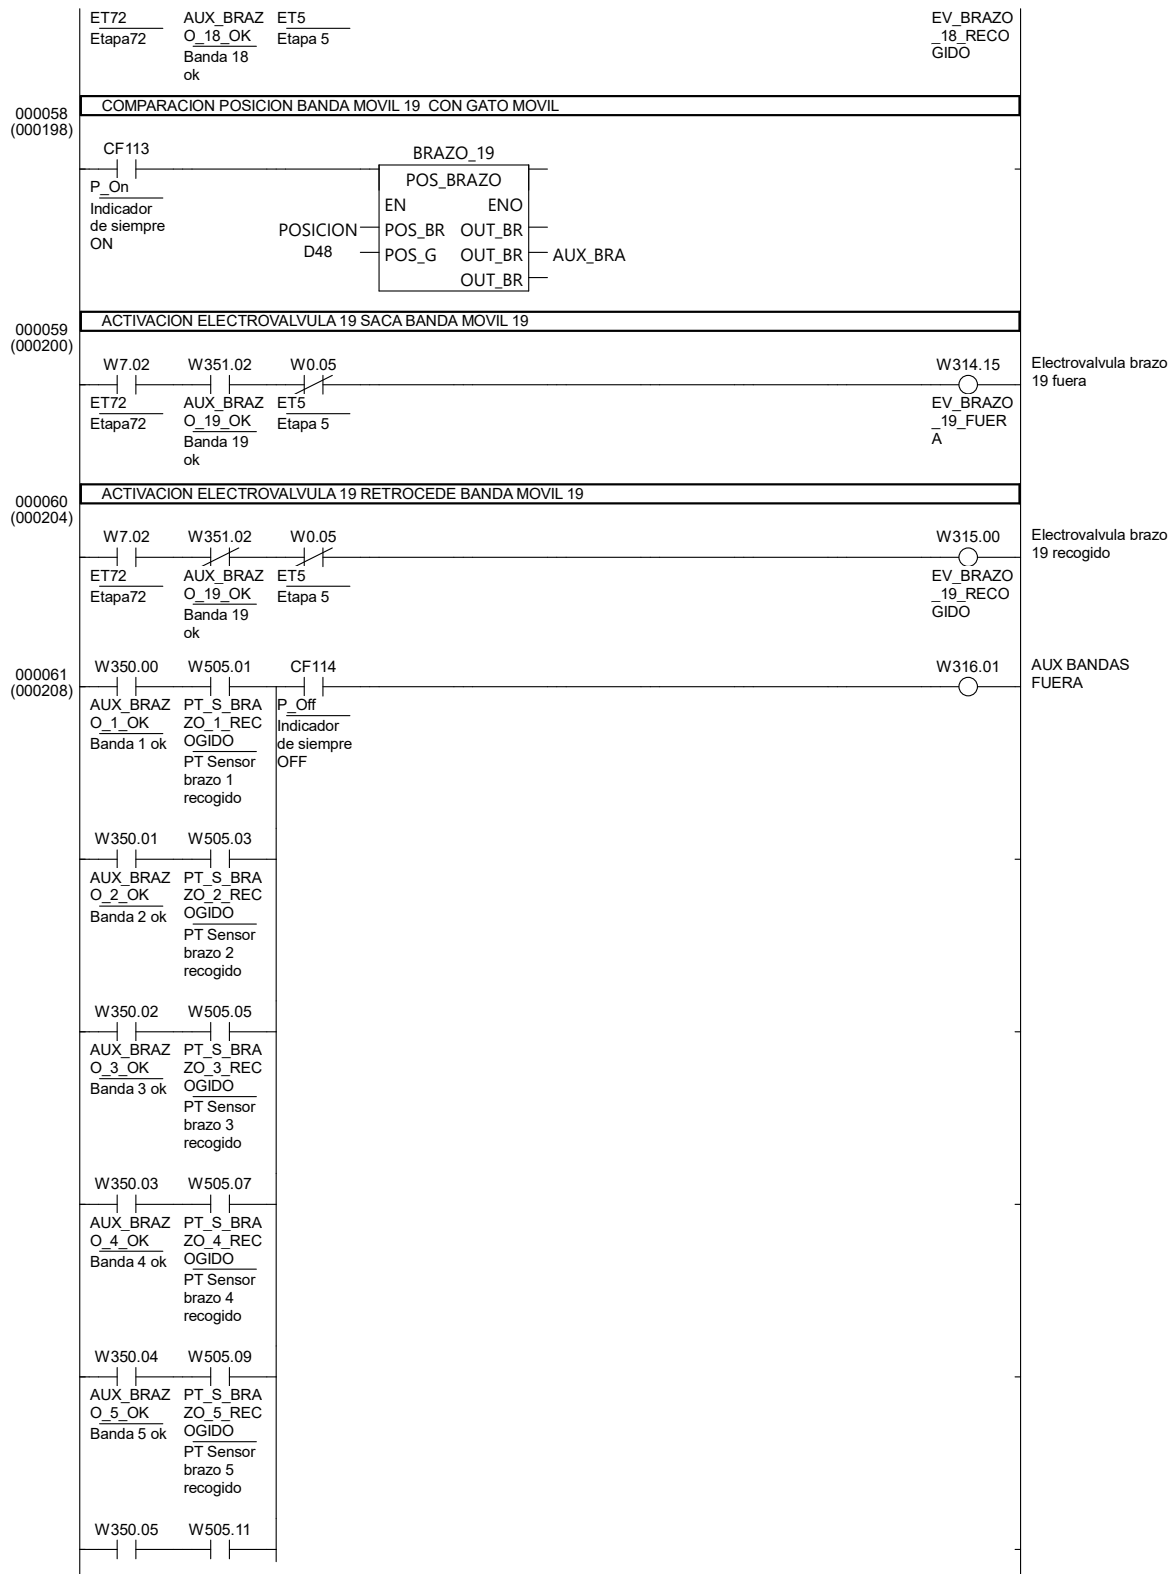 ET72 AUX_BRAZ ET5 EV_BRAZO
Etapa72 O_18_OK Etapa 5 _18_RECO
Banda 18 GIDO
ok
000058 COMPARACION POSICION BANDA MOVIL 19 CON GATO MOVIL
(000198)
CF113 BRAZO_19
P_On POS_BRAZO
Indicador EN ENO
de siempre POSICION POS_BR OUT_BR
ON D48 POS_G OUT_BR AUX_BRA
OUT_BR
000059 ACTIVACION ELECTROVALVULA 19 SACA BANDA MOVIL 19
(000200)
W7.02 W351.02 W0.05 W314.15 Electrovalvula brazo
19 fuera
ET72 AUX_BRAZ ET5 EV_BRAZO
Etapa72 O_19_OK Etapa 5 _19_FUER
Banda 19 A
ok
000060 ACTIVACION ELECTROVALVULA 19 RETROCEDE BANDA MOVIL 19
(000204)
W7.02 W351.02 W0.05 W315.00 Electrovalvula brazo
19 recogido
ET72 AUX_BRAZ ET5 EV_BRAZO
Etapa72 O_19_OK Etapa 5 _19_RECO
Banda 19 GIDO
ok
000061 W350.00 W505.01 CF114 W316.01 AUX BANDAS
(000208) FUERA
AUX_BRAZ PT_S_BRA P_Off
O_1_OK ZO_1_REC Indicador
Banda 1 ok OGIDO de siempre
PT Sensor OFF
brazo 1
recogido
W350.01 W505.03
AUX_BRAZ PT_S_BRA
O_2_OK ZO_2_REC
Banda 2 ok OGIDO
PT Sensor
brazo 2
recogido
W350.02 W505.05
AUX_BRAZ PT_S_BRA
O_3_OK ZO_3_REC
Banda 3 ok OGIDO
PT Sensor
brazo 3
recogido
W350.03 W505.07
AUX_BRAZ PT_S_BRA
O_4_OK ZO_4_REC
Banda 4 ok OGIDO
PT Sensor
brazo 4
recogido
W350.04 W505.09
AUX_BRAZ PT_S_BRA
O_5_OK ZO_5_REC
Banda 5 ok OGIDO
PT Sensor
brazo 5
recogido
W350.05 W505.11